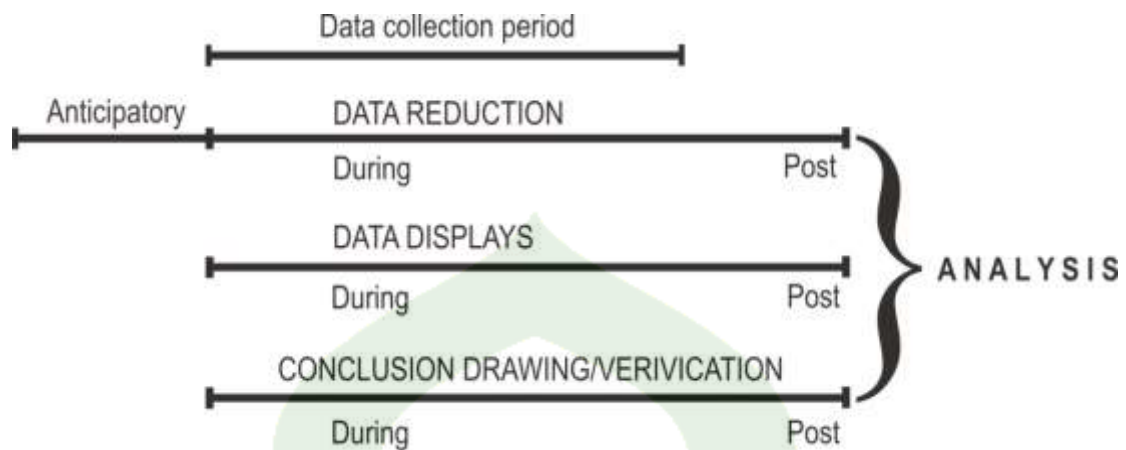 Data collection period
Anticipatory DATA REDUCTION
During Post
DATA DISPLAYS
ANALYSIS
During Post
CONCLUSION DRAWING/VERIVICATION
During Post